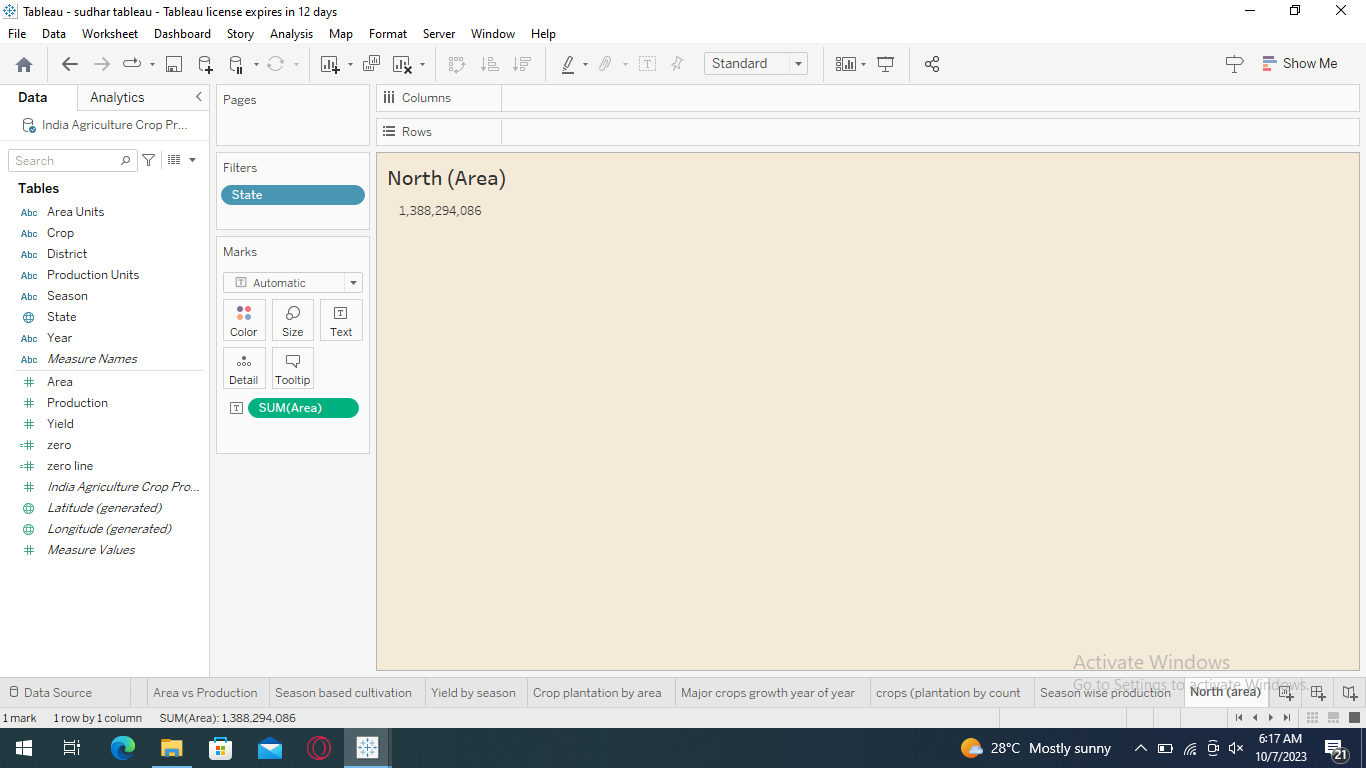 Tableau - sudhar tableau - Tableau license expires in 12 days
File Data Worksheet Dashboard Story Analysis Map Format Server Window Help
Standard
Show Me
Data Analytics
India Agriculture Crop Pr...
Search
Tables
Abc Area Units
Abc Crop
Abc District
Abc Production Units
Abc Season
State
Abc Year
Abc Measure Names
# Area
# Production
# Yield
=# zero
=# zero line
# India Agriculture Crop Pro...
Latitude (generated)
Longitude (generated)
# Measure Values
Pages
Filters
State
Marks
T Automatic
Color Size Text
Detail Tooltip
T SUM(Area)
Columns
Rows
North (Area)
1,388,294,086
Activate Windows
Go to Settings to activate Windows.
Data Source Area vs Production Season based cultivation Yield by season Crop plantation by area Major crops growth year of year crops (plantation by count Season wise production North (area)
1 mark 1 row by 1 column SUM(Area): 1,388,294,086
28°C Mostly sunny
6:17 AM
10/7/2023
21